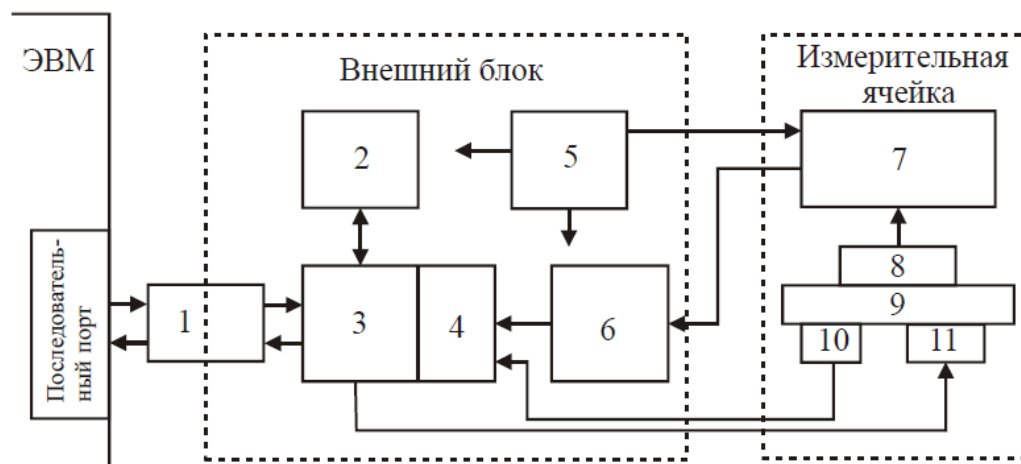 ЭВМ
Внешний блок
Измерительная
ячейка
2
5
7
8
9
10
11
1
3
4
6
Последователь-
ный порт